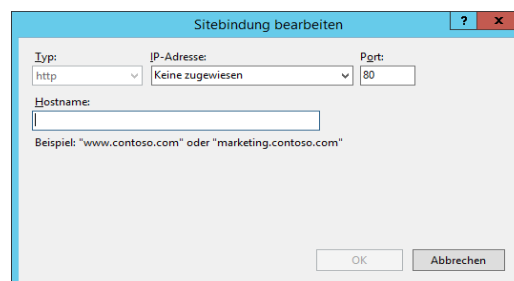 Sitebindung bearbeiten
? x
Typ: IP-Adresse: Port:
http Keine zugewiesen 80
Hostname:
Beispiel: "www.contoso.com" oder "marketing.contoso.com"
OK Abbrechen